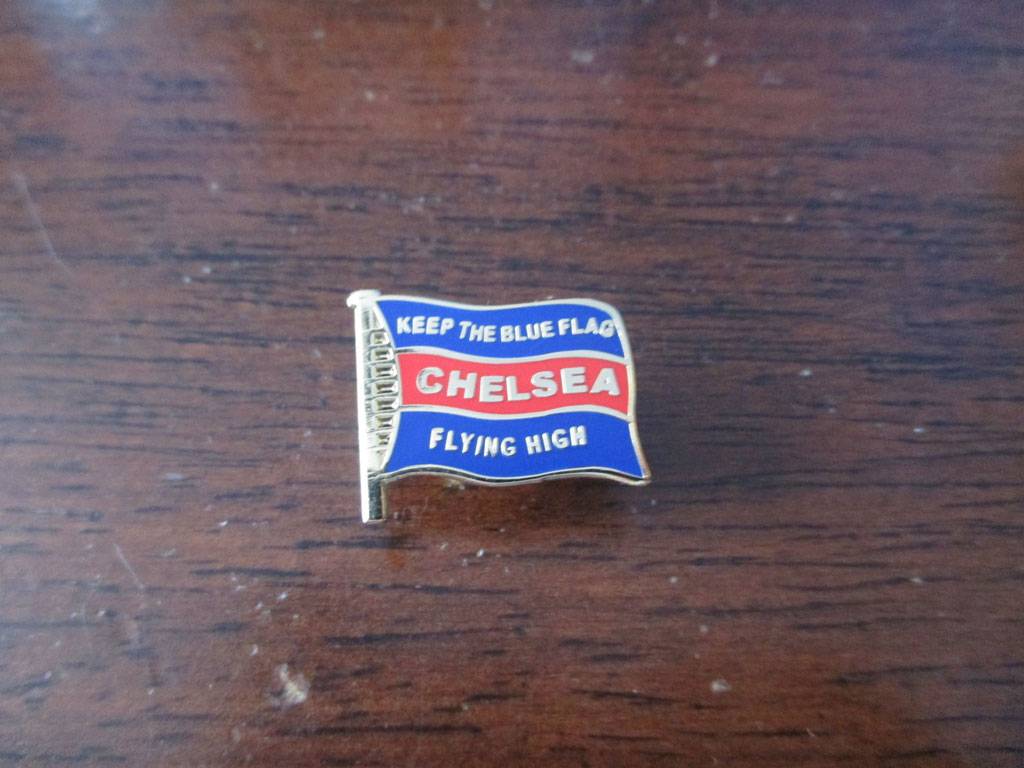 KEEP THE BLUE FLAG
CHELSEA
FLYING HIGH